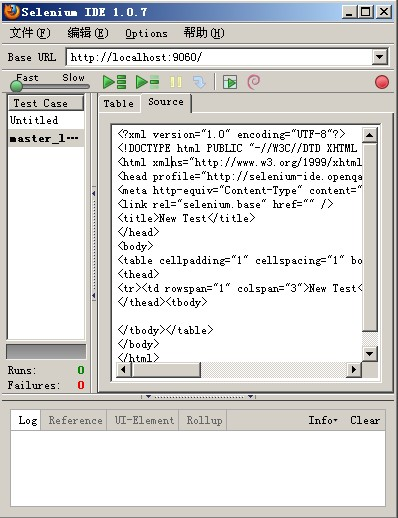 Selenium IDE 1.0.7
文件(F) 编辑(E) Options 帮助(H)
Base URL http://localhost:9060/
Fast Slow
Test Case
Untitled
master_l···
Table Source
<?xml version="1.0" encoding="UTF-8"?>
<!DOCTYPE html PUBLIC "-//W3C//DTD XHTML
<html xmlns="http://www.w3.org/1999/xhtml
<head profile="http://selenium-ide.openqa
<meta http-equiv="Content-Type" content="
<link rel="selenium.base" href="" />
<title>New Test</title>
</head>
<body>
<table cellpadding="1" cellspacing="1" bo
<thead>
<tr><td rowspan="1" colspan="3">New Test<
</thead><tbody>
</tbody></table>
</body>
</html>
Runs: 0
Failures: 0
Log Reference UI-Element Rollup Info Clear